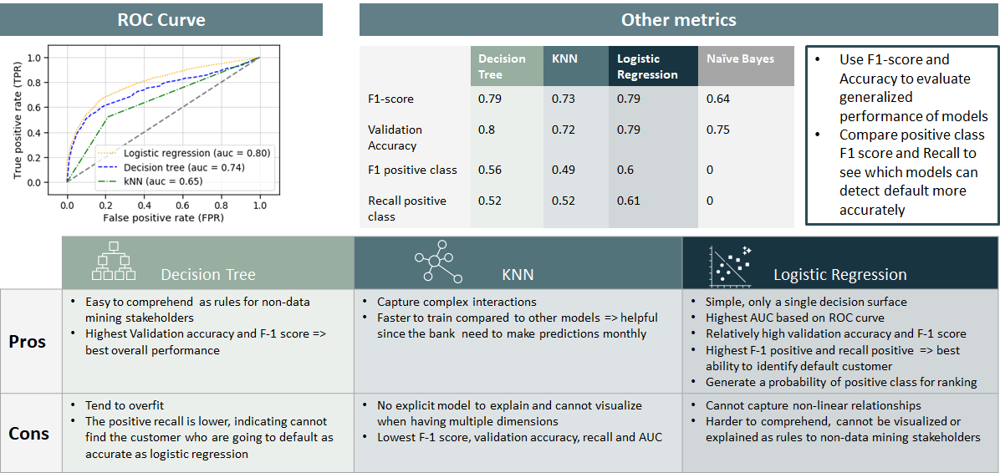 ROC Curve
Other metrics
True positive rate (TPR)
1.0
0.8
0.6
0.4
0.2
0.0
Logistic regression (auc = 0.80)
Decision tree (auc = 0.74)
kNN (auc = 0.65)
0.0 0.2 0.4 0.6 0.8 1.0
False positive rate (FPR)
Decision Tree KNN Logistic Regression Naïve Bayes
F1-score 0.79 0.73 0.79 0.64
Validation Accuracy 0.8 0.72 0.79 0.75
F1 positive class 0.56 0.49 0.6 0
Recall positive class 0.52 0.52 0.61 0
• Use F1-score and
Accuracy to evaluate
generalized
performance of models
• Compare positive class
F1 score and Recall to
see which models can
detect default more
accurately
Decision Tree
KNN
Logistic Regression
Pros
• Easy to comprehend as rules for non-data
mining stakeholders
• Highest Validation accuracy and F-1 score =>
best overall performance
• Capture complex interactions
• Faster to train compared to other models => helpful
since the bank need to make predictions monthly
• Simple, only a single decision surface
• Highest AUC based on ROC curve
• Relatively high validation accuracy and F-1 score
• Highest F-1 positive and recall positive => best
ability to identify default customer
• Generate a probability of positive class for ranking
Cons
• Tend to overfit
• The positive recall is lower, indicating cannot
find the customer who are going to default as
accurate as logistic regression
• No explicit model to explain and cannot visualize
when having multiple dimensions
• Lowest F-1 score, validation accuracy, recall and AUC
• Cannot capture non-linear relationships
• Harder to comprehend, cannot be visualized or
explained as rules to non-data mining stakeholders